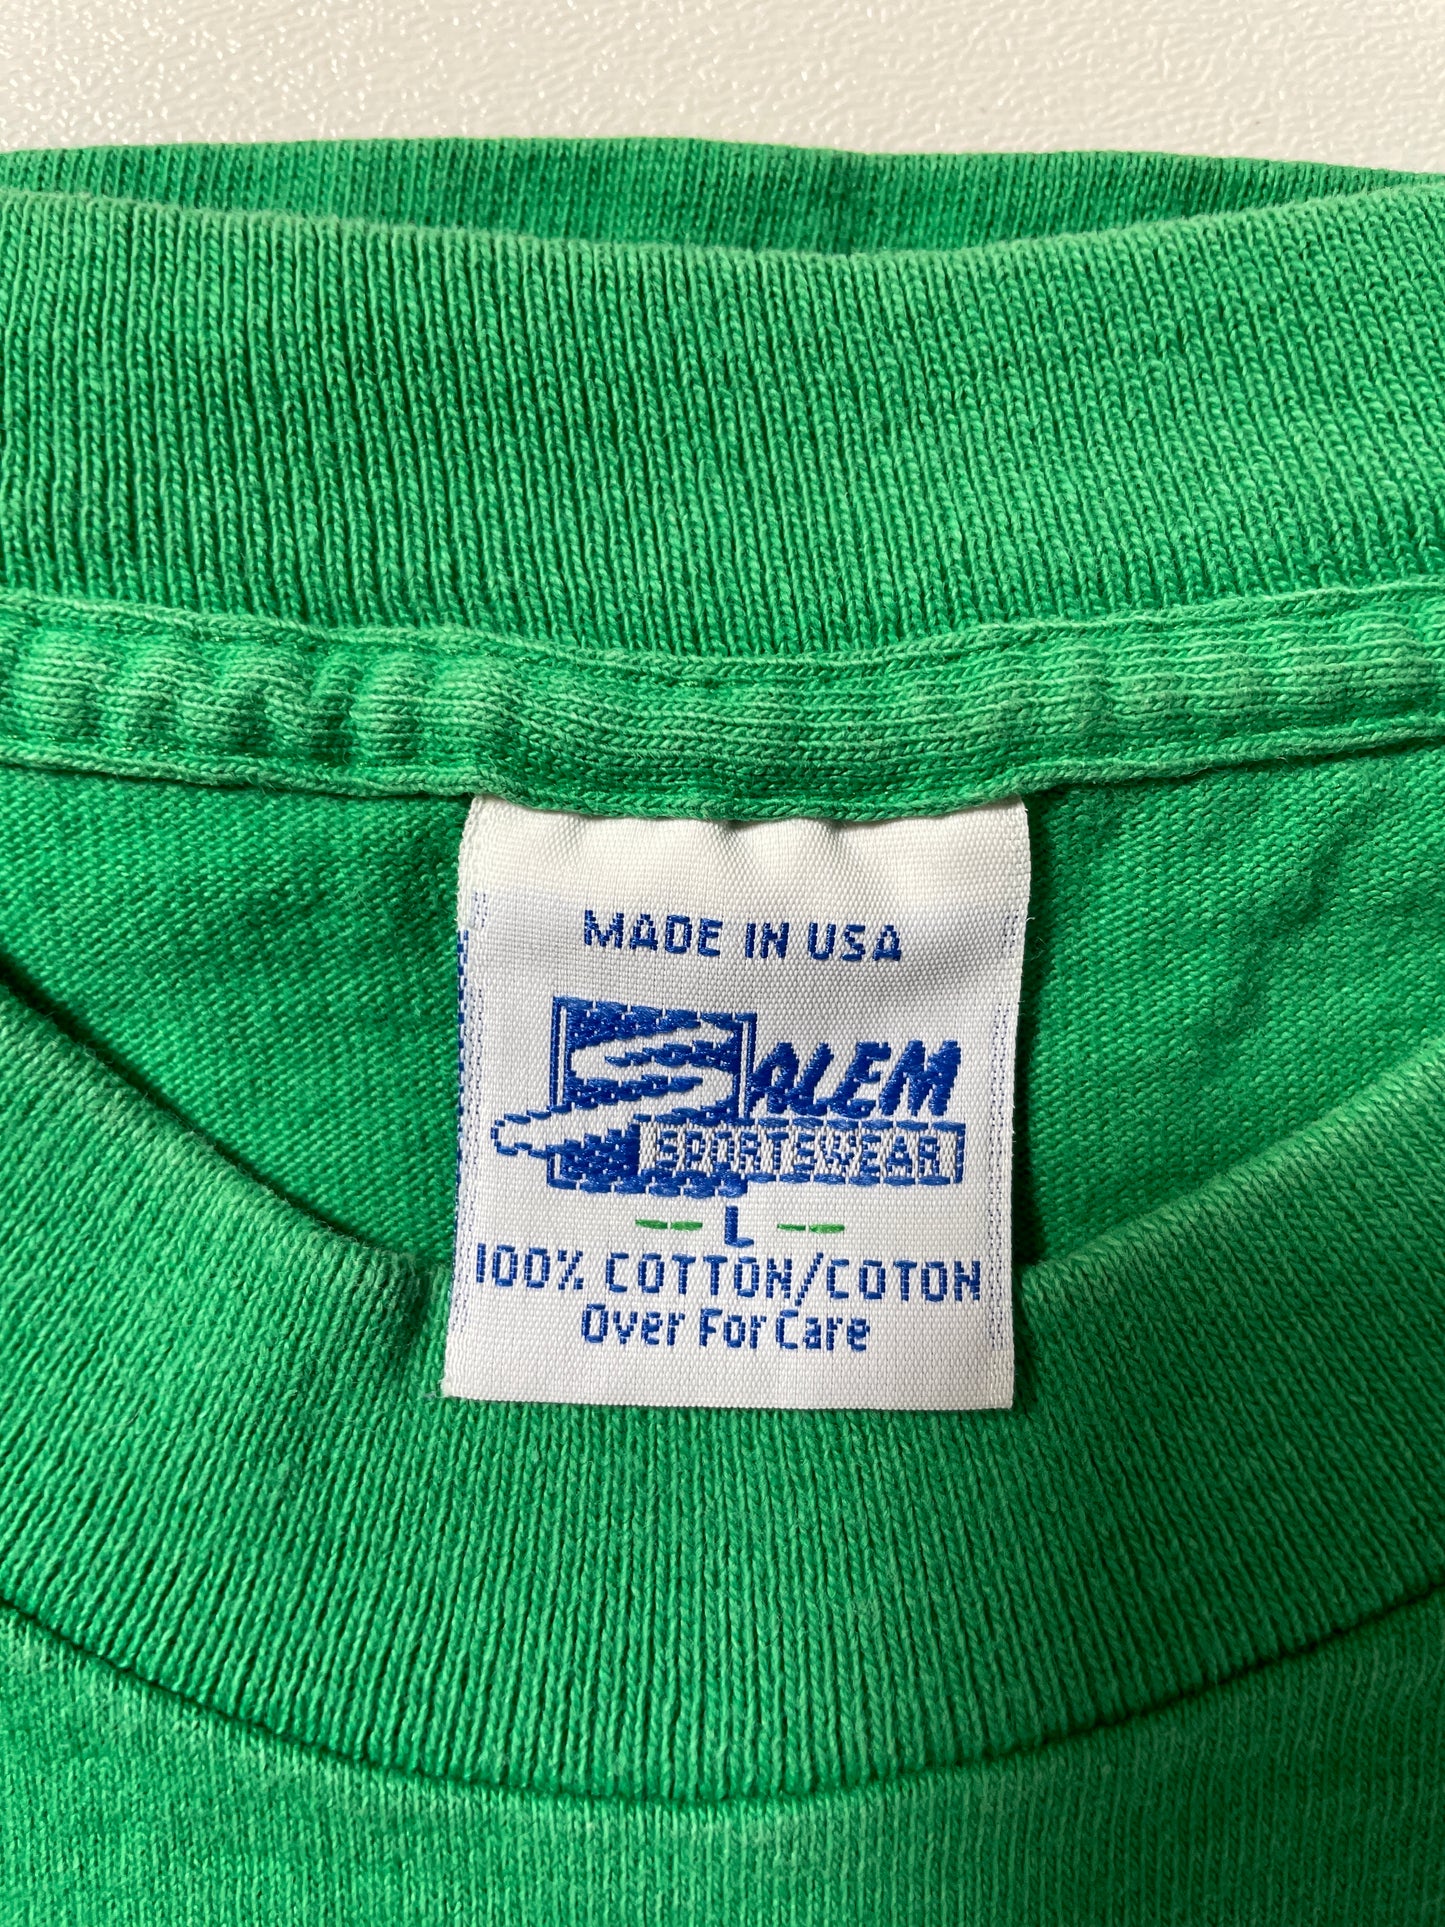 MADE IN USA
SALEM
SPORTSWEAR
-- L --
100% COTTON/COTON
Over For Care